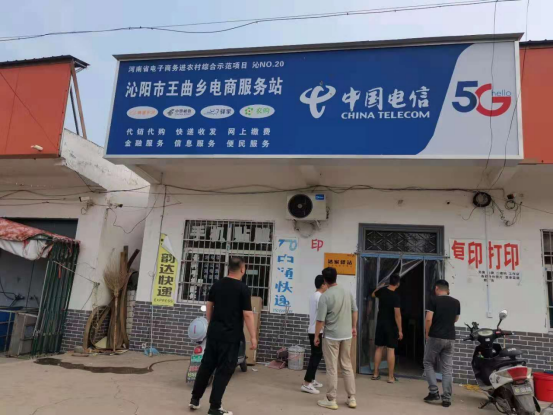 河南省电子商务进农村综合示范项目 沁NO.20
沁阳市王曲乡电商服务站
中国电信
CHINA TELECOM
hello
5G
代销代购 快递收发 网上缴费
金融服务 信息服务 便民服务
韵达快递
印
中通快递
复印打印